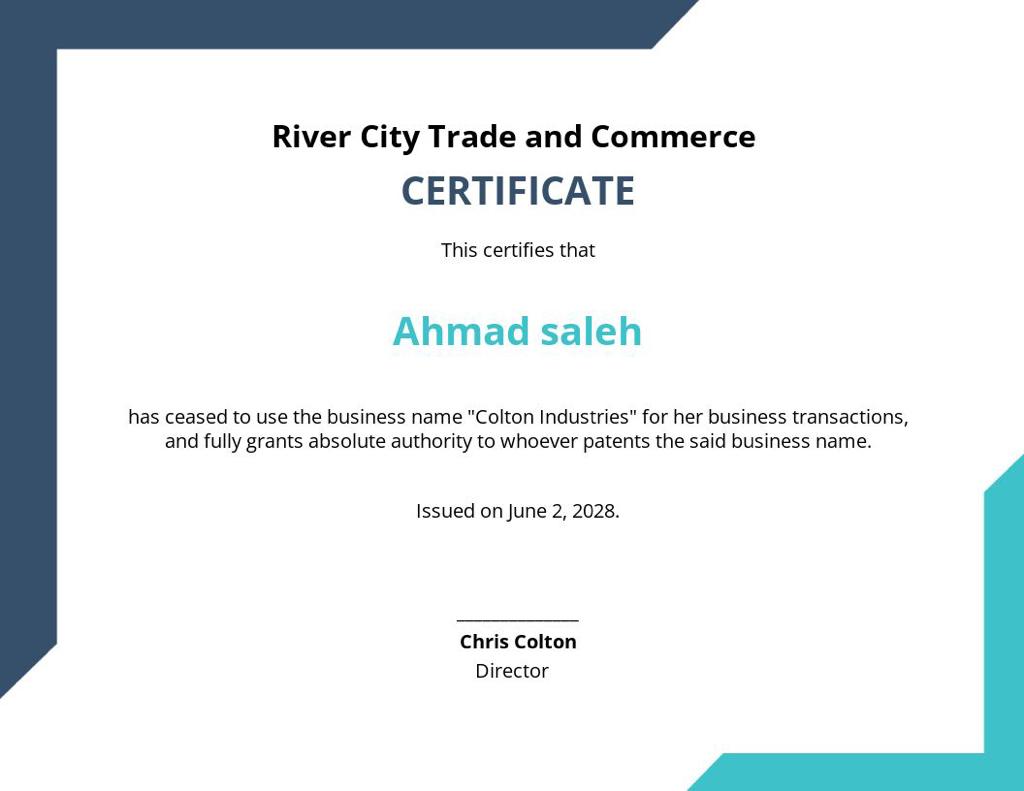 River City Trade and Commerce
CERTIFICATE
This certifies that
Ahmad saleh
has ceased to use the business name "Colton Industries" for her business transactions,
and fully grants absolute authority to whoever patents the said business name.
Issued on June 2, 2028.
______________
Chris Colton
Director